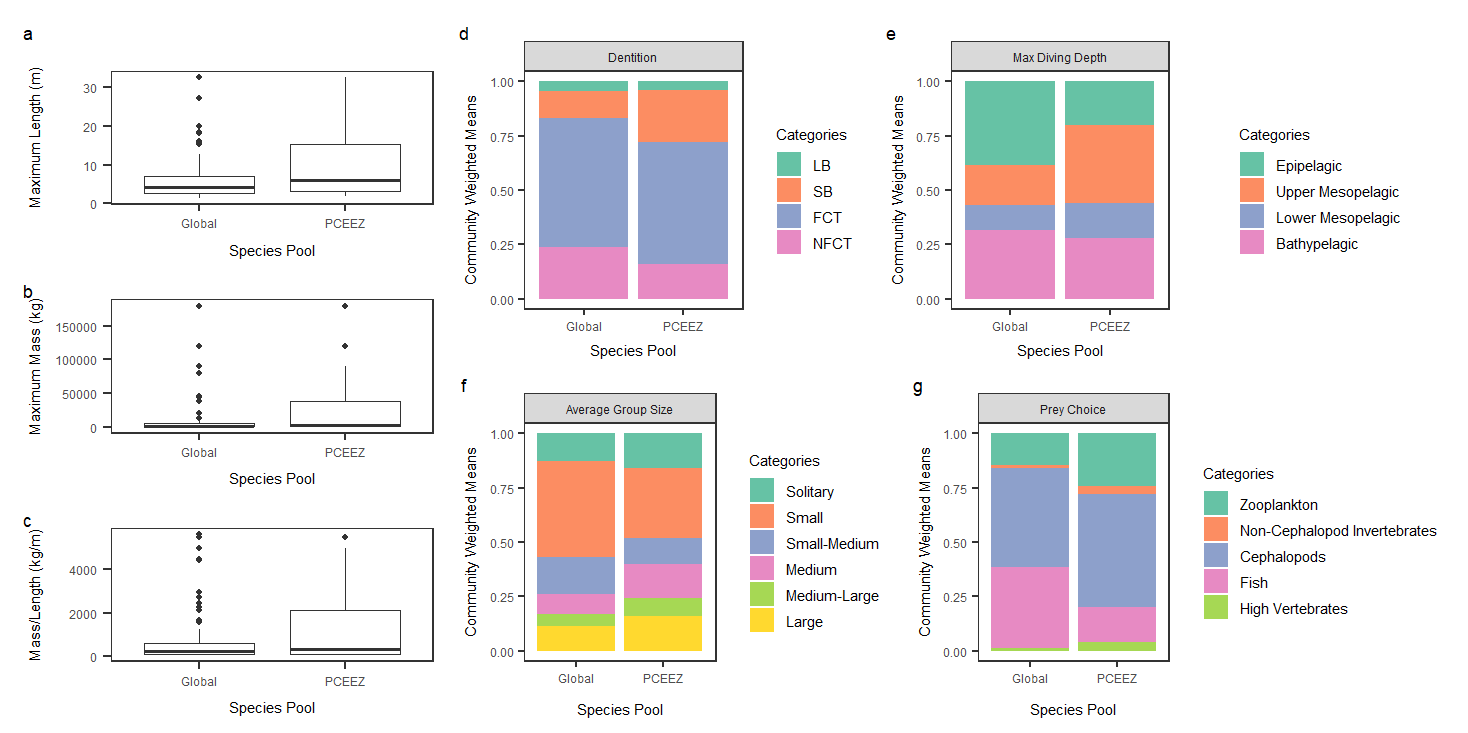 a
Maximum Length (m)
30
20
10
0
Global
PCEEZ
Species Pool
b
Maximum Mass (kg)
150000
100000
50000
0
Global
PCEEZ
Species Pool
c
Mass/Length (kg/m)
4000
2000
0
Global
PCEEZ
Species Pool
d
Dentition
Community Weighted Means
1.00
0.75
0.50
0.25
0.00
Global
PCEEZ
Species Pool
Categories
LB
SB
FCT
NFCT
e
Max Diving Depth
Community Weighted Means
1.00
0.75
0.50
0.25
0.00
Global
PCEEZ
Species Pool
Categories
Epipelagic
Upper Mesopelagic
Lower Mesopelagic
Bathypelagic
f
Average Group Size
Community Weighted Means
1.00
0.75
0.50
0.25
0.00
Global
PCEEZ
Species Pool
Categories
Solitary
Small
Small-Medium
Medium
Medium-Large
Large
g
Prey Choice
Community Weighted Means
1.00
0.75
0.50
0.25
0.00
Global
PCEEZ
Species Pool
Categories
Zooplankton
Non-Cephalopod Invertebrates
Cephalopods
Fish
High Vertebrates